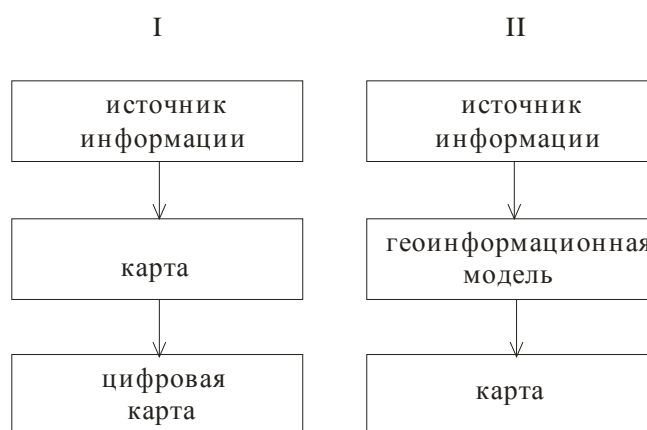 I
источник
информации
карта
цифровая
карта
II
источник
информации
геоинформационная
модель
карта